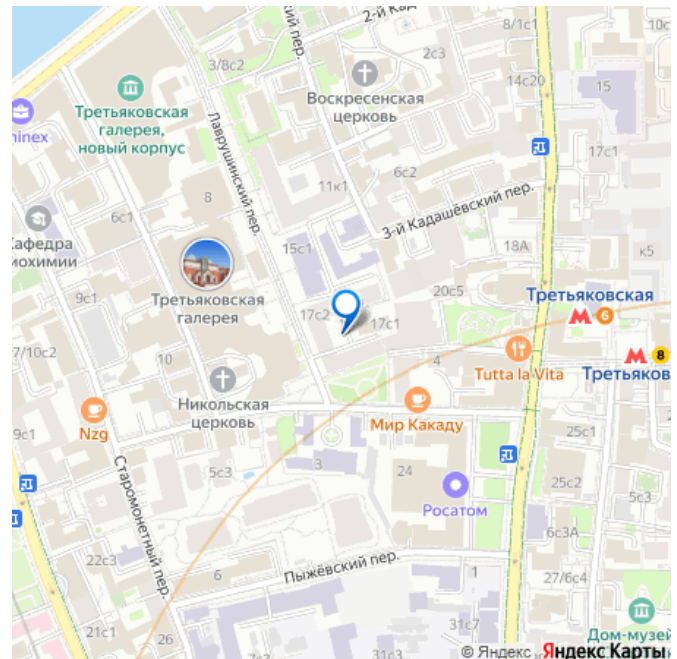 2-й Кад
3/8с2
Лаврушинский пер.
8/1с1
2с3
14с20
15
Воскресенская
церковь
Третьяковская
галерея,
новый корпус
ninex
17с1
8
11к1
6с2
3-й Кадашёвский пер.
6с1
Кафедра
иохимии
15с1
18А
к5
9с1
Третьяковская
галерея
17с2
17с1
20с5
Третьяковская
6
8
Третьяков
7/10с2
10
4
Tutta la Vita
Никольская
церковь
Мир Какаду
Nzg
9с1
25с1
Старомонетный пер.
5с3
3
24
25с2
5с3
Росатом
22с3
6с3А
6
Пыжёвский пер.
1
27/6с4
21с1
26
31с7
31с2
Дом-музей
© Яндекс Яндекс Карты